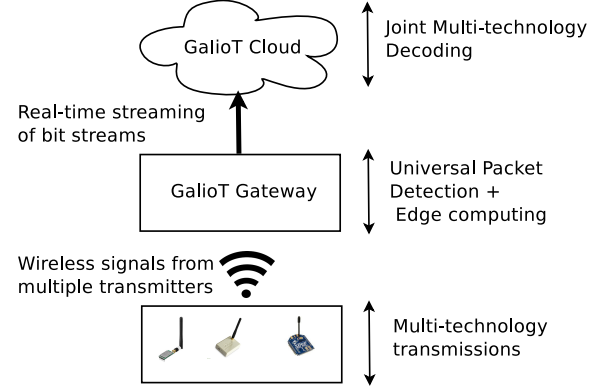 GalioT Cloud
Joint Multi-technology
Decoding
Real-time streaming
of bit streams
GalioT Gateway
Universal Packet
Detection +
Edge computing
Wireless signals from
multiple transmitters
Multi-technology
transmissions